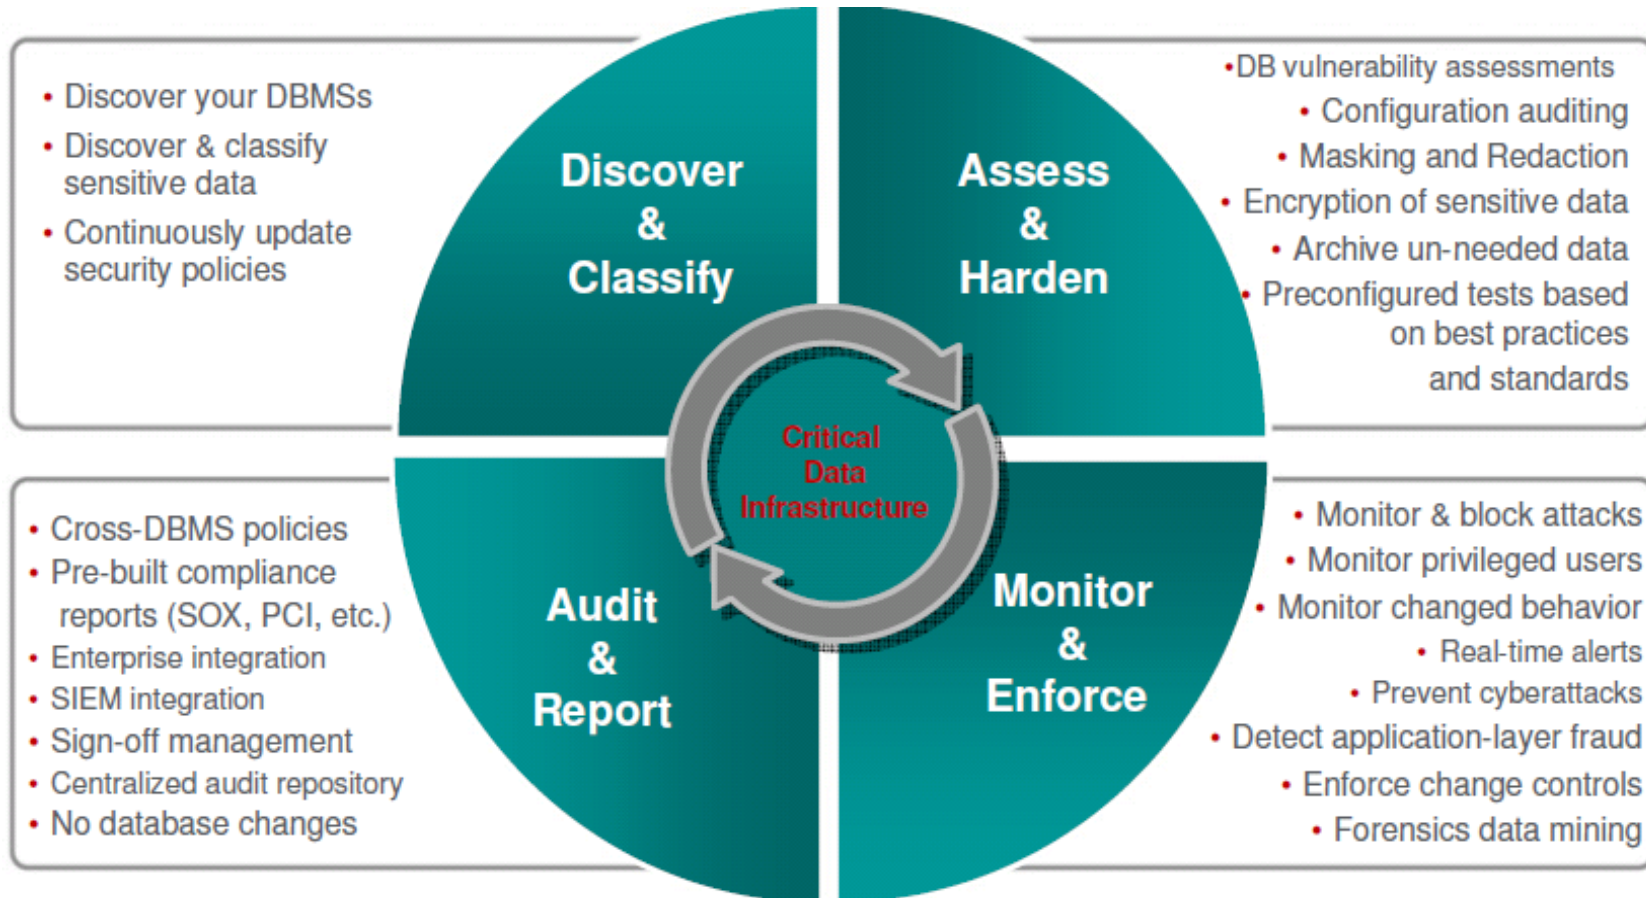 • Discover your DBMSs
• Discover & classify
sensitive data
• Continuously update
security policies
Discover
&
Classify
Assess
&
Harden
•DB vulnerability assessments
• Configuration auditing
• Masking and Redaction
• Encryption of sensitive data
• Archive un-needed data
• Preconfigured tests based
on best practices
and standards
Critical
Data
Infrastructure
• Cross-DBMS policies
• Pre-built compliance
reports (SOX, PCI, etc.)
• Enterprise integration
• SIEM integration
• Sign-off management
• Centralized audit repository
• No database changes
Audit
&
Report
Monitor
&
Enforce
• Monitor & block attacks
• Monitor privileged users
• Monitor changed behavior
• Real-time alerts
• Prevent cyberattacks
• Detect application-layer fraud
• Enforce change controls
• Forensics data mining